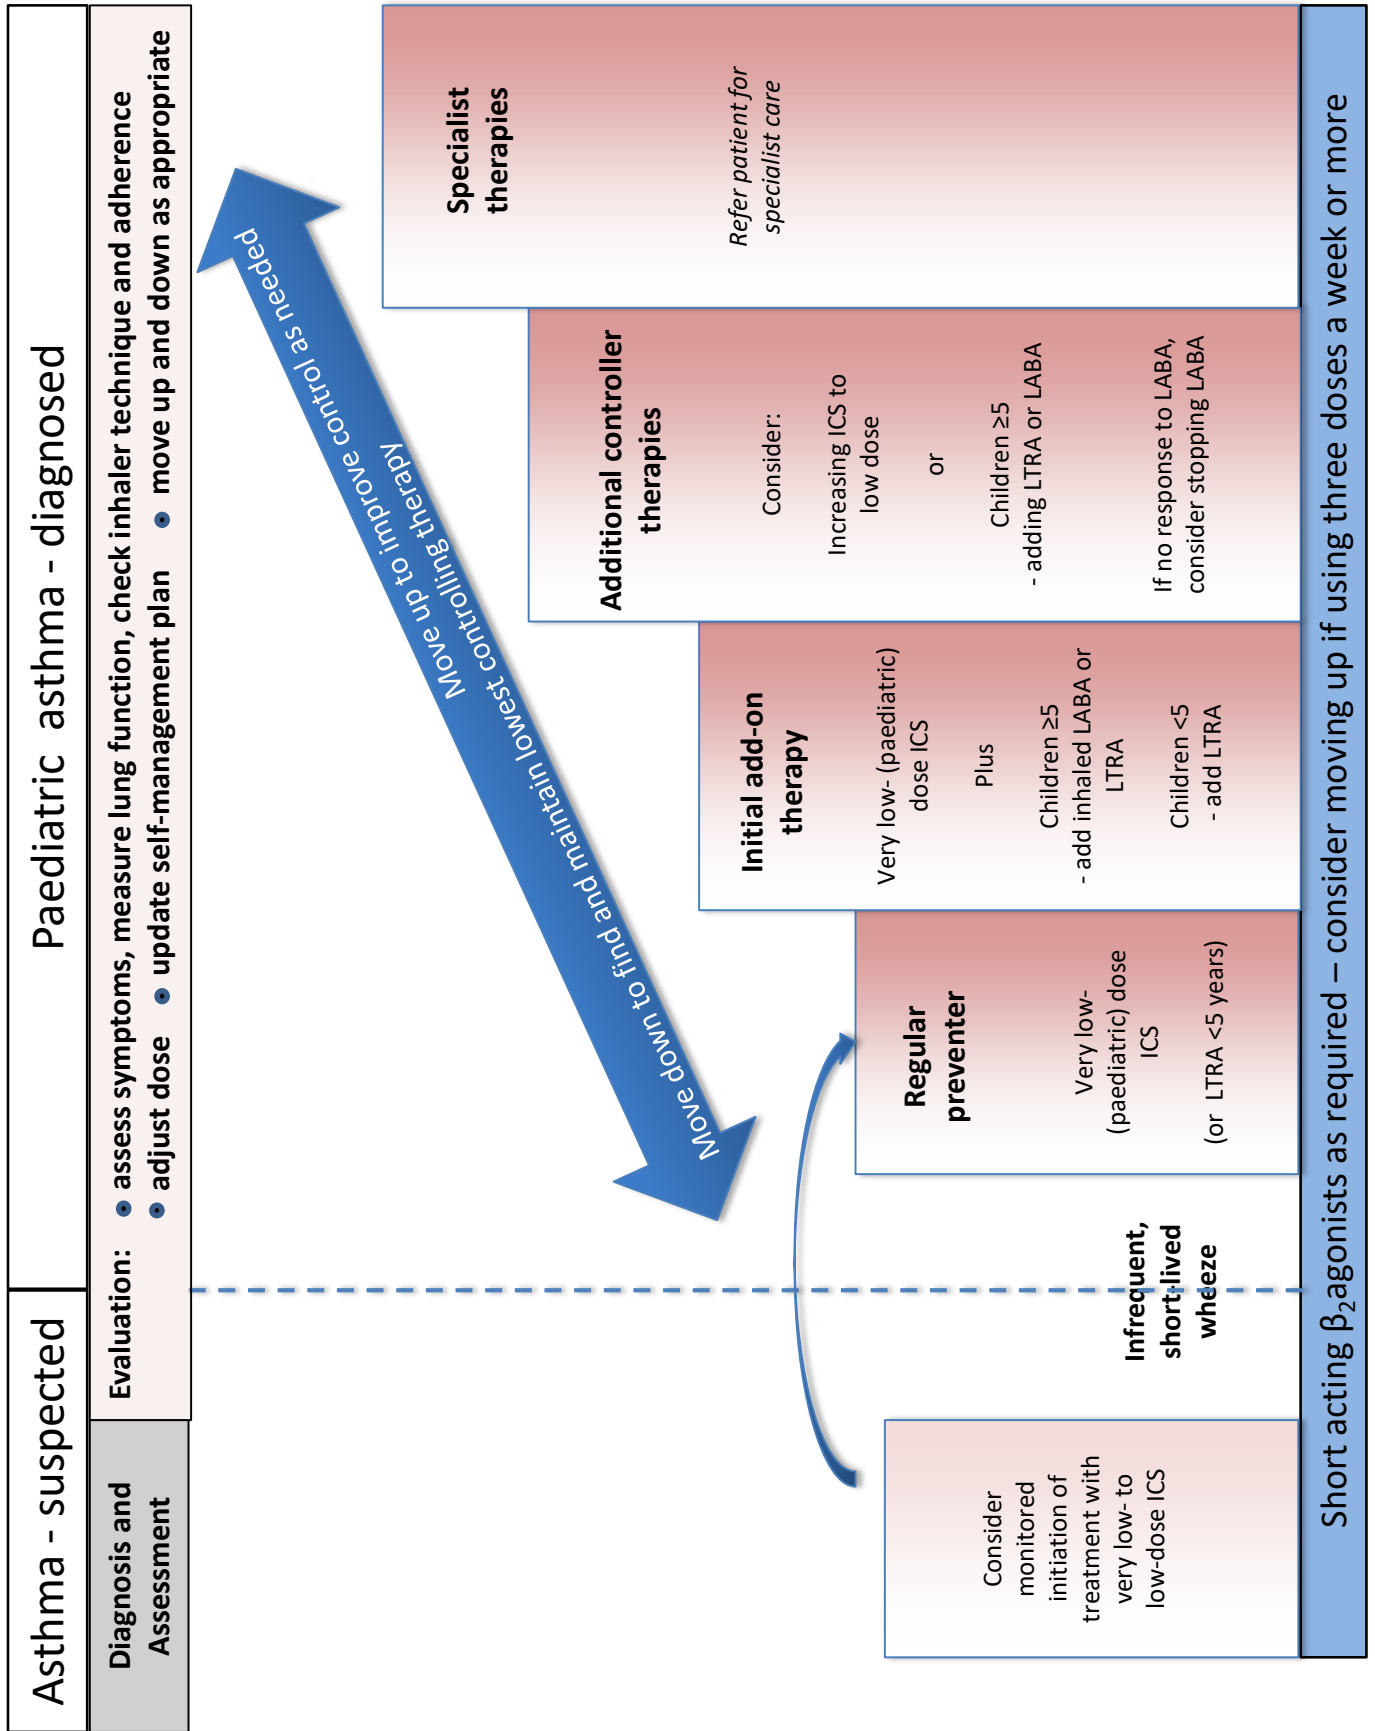 Asthma - suspected
Paediatric asthma - diagnosed
Diagnosis and
Assessment
Evaluation:
assess symptoms, measure lung function, check inhaler technique and adherence
adjust dose
update self-management plan
move up and down as appropriate
Move up to improve control as needed
Move down to find and maintain lowest controlling therapy
Consider
monitored
initiation of
treatment with
very low- to
low-dose ICS
Infrequent,
short-lived
wheeze
Regular
preventer
Very low-
(paediatric) dose
ICS
(or LTRA <5 years)
Initial add-on
therapy
Very low- (paediatric)
dose ICS
Plus
Children ≥5
- add inhaled LABA or
LTRA
Children <5
- add LTRA
Additional controller
therapies
Consider:
Increasing ICS to
low dose
or
Children ≥5
- adding LTRA or LABA
If no response to LABA,
consider stopping LABA
Specialist
therapies
Refer patient for
specialist care
Short acting β₂agonists as required – consider moving up if using three doses a week or more